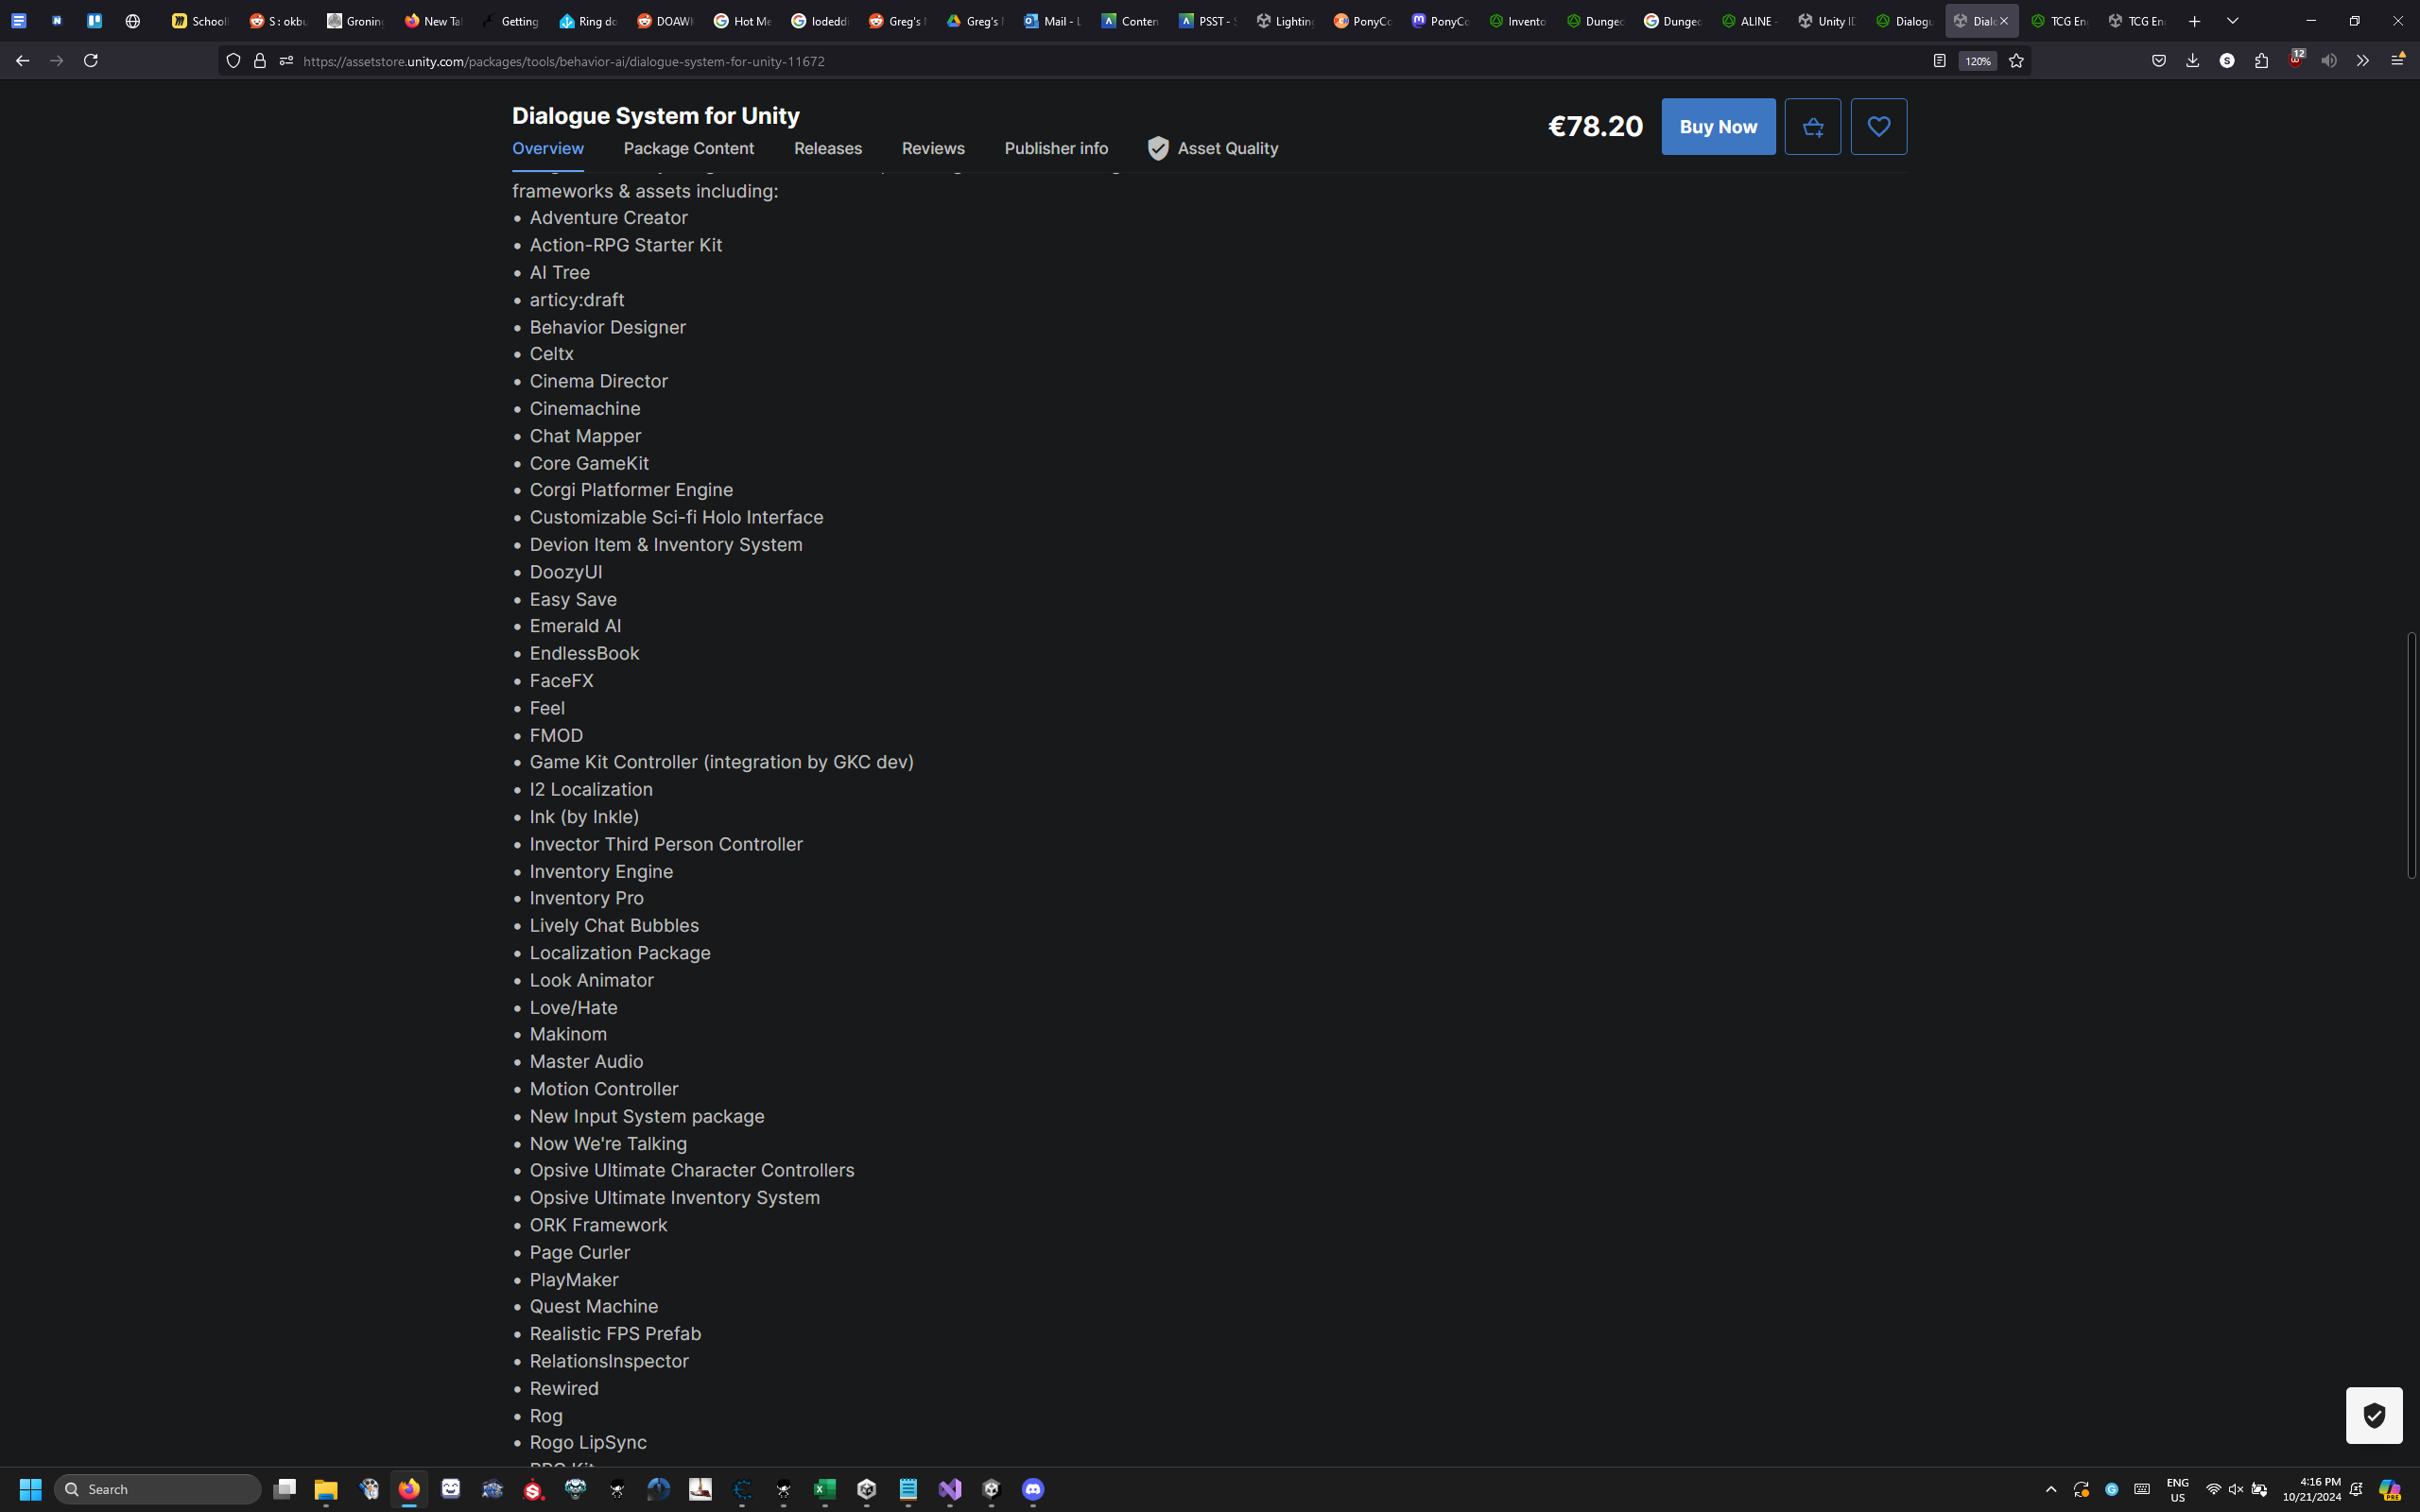 Schooll
S : okbu
Gronin
New Ta
Getting
Ring do
DOAWK
Hot Me
lodeddi
Greg's
Greg's
Mail - L
Conten
PSST - S
Lighting
PonyCo
PonyCo
Invento
Dunge
Dunge
ALINE -
Unity ID
Dialogu
Dialo
TCG En
TCG En
https://assetstore.unity.com/packages/tools/behavior-ai/dialogue-system-for-unity-11672
120%
12
Dialogue System for Unity
€78.20
Buy Now
Overview
Package Content
Releases
Reviews
Publisher info
Asset Quality
frameworks & assets including:
• Adventure Creator
• Action-RPG Starter Kit
• AI Tree
• articy:draft
• Behavior Designer
• Celtx
• Cinema Director
• Cinemachine
• Chat Mapper
• Core GameKit
• Corgi Platformer Engine
• Customizable Sci-fi Holo Interface
• Devion Item & Inventory System
• DoozyUI
• Easy Save
• Emerald AI
• EndlessBook
• FaceFX
• Feel
• FMOD
• Game Kit Controller (integration by GKC dev)
• I2 Localization
• Ink (by Inkle)
• Invector Third Person Controller
• Inventory Engine
• Inventory Pro
• Lively Chat Bubbles
• Localization Package
• Look Animator
• Love/Hate
• Makinom
• Master Audio
• Motion Controller
• New Input System package
• Now We're Talking
• Opsive Ultimate Character Controllers
• Opsive Ultimate Inventory System
• ORK Framework
• Page Curler
• PlayMaker
• Quest Machine
• Realistic FPS Prefab
• RelationsInspector
• Rewired
• Rog
• Rogo LipSync
Search
ENG
US
4:16 PM
10/21/2024